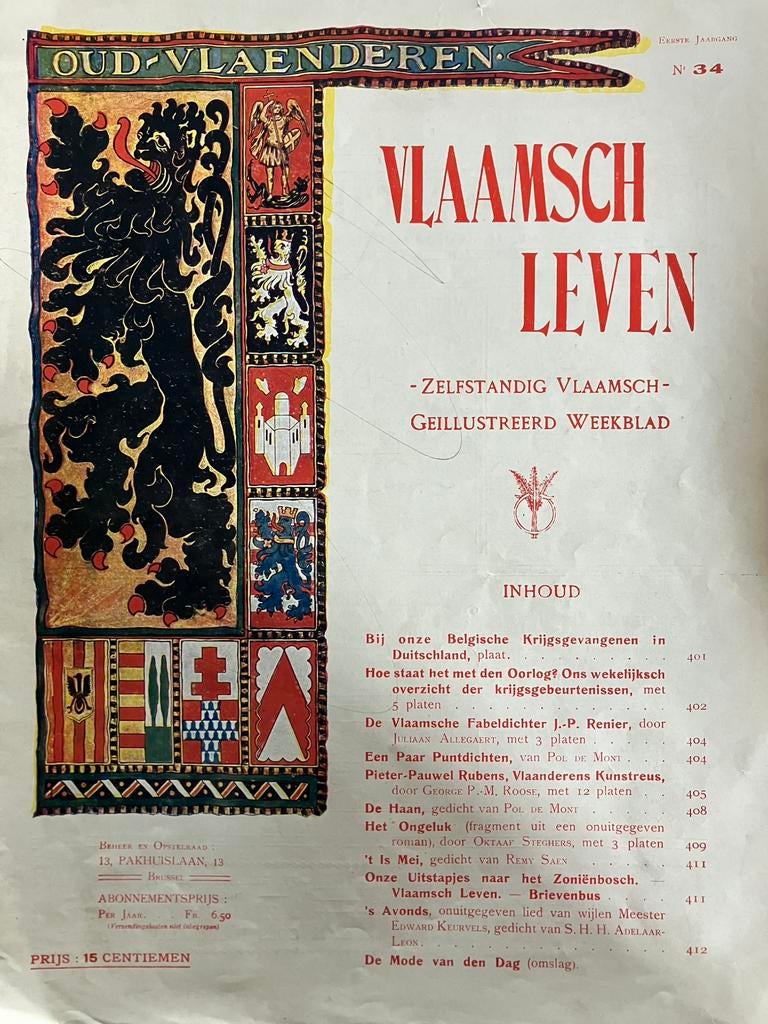 OUD-VLAENDEREN.
EERSTE JAARGANG
Nr 34
VLAAMSCH
LEVEN
- ZELFSTANDIG VLAAMSCH -
GEILLUSTREERD WEEKBLAD
INHOUD
Bij onze Belgische Krijgsgevangenen in
Duitschland, plaat. . . . . . . . . . 401
Hoe staat het met den Oorlog? Ons wekelijksch
overzicht der krijgsgebeurtenissen, met
5 platen . . . . . . . . . . . 402
De Vlaamsche Fabeldichter J.-P. Renier, door
JULIAAN ALLEGAERT, met 3 platen . . . . 404
Een Paar Puntdichten, van POL DE MONT . . 404
Pieter-Pauwel Rubens, Vlaanderens Kunstreus,
door GEORGE P.-M. ROOSE, met 12 platen . . 405
De Haan, gedicht van POL DE MONT . . . 408
Het Ongeluk (fragment uit een onuitgegeven
roman), door OKTAAF STEGHERS, met 3 platen 409
't Is Mei, gedicht van REMY SAEN . . . . . 411
Onze Uitstapjes naar het Zoniënbosch. —
Vlaamsch Leven. — Brievenbus . . . . 411
's Avonds, onuitgegeven lied van wijlen Meester
EDWARD KEURVELS, gedicht van S. H. H. ADELAAR-
LEON . . . . . . . . . . . . . 412
De Mode van den Dag (omslag).
BEHEER EN OPSTELRAAD :
13, PAKHUISLAAN, 13
BRUSSEL
ABONNEMENTSPRIJS :
PER JAAR. . FR. 6.50
(Verzendingskosten niet inbegrepen)
PRIJS : 15 CENTIEMEN